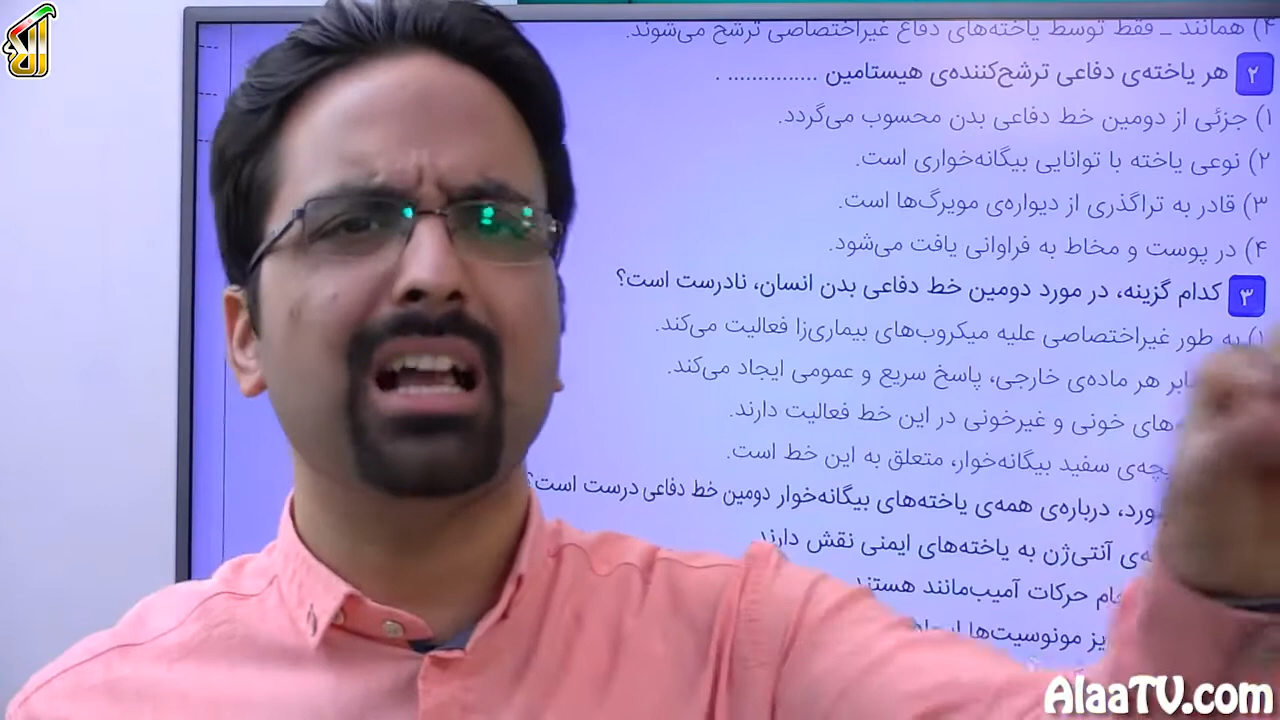 ۴) همانند – فقط توسط یاخته‌های دفاع غیراختصاصی ترشح می‌شوند.
۲ هر یاخته‌ی دفاعی ترشح‌کننده‌ی هیستامین ............... .
۱) جزئی از دومین خط دفاعی بدن محسوب می‌گردد.
۲) نوعی یاخته با توانایی بیگانه‌خواری است.
۳) قادر به تراگذری از دیواره‌ی مویرگ‌ها است.
۴) در پوست و مخاط به فراوانی یافت می‌شود.
۳ کدام گزینه، در مورد دومین خط دفاعی بدن انسان، نادرست است؟
۱) به طور غیراختصاصی علیه میکروب‌های بیماری‌زا فعالیت می‌کند.
هر ماده‌ی خارجی، پاسخ سریع و عمومی ایجاد می‌کند.
های خونی و غیرخونی در این خط فعالیت دارند.
سفید بیگانه‌خوار، متعلق به این خط است.
درباره‌ی همه‌ی یاخته‌های بیگانه‌خوار دومین خط دفاعی درست است؟
آنتی‌ژن به یاخته‌های ایمنی نقش دارند
حرکات آمیب‌مانند هستند
مونوسیت‌ها
AlaaTV.com